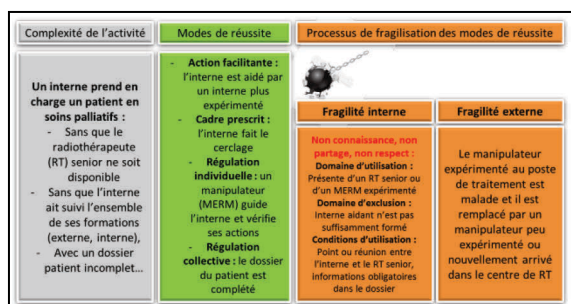 Complexité de l'activité
Modes de réussite
Processus de fragilisation des modes de réussite
Un interne prend en
charge un patient en
soins palliatifs :
- Sans que le
radiothérapeute
(RT) senior ne soit
disponible
- Sans que l'interne
ait suivi l'ensemble
de ses formations
(externe, interne),
- Avec un dossier
patient incomplet...
- Action facilitante :
l'interne est aidé par
un interne plus
expérimenté
- Cadre prescrit :
l'interne fait le
cerclage
- Régulation
individuelle : un
manipulateur
(MERM) guide
l'interne et vérifie
ses actions
- Régulation
collective : le dossier
du patient est
complété
Fragilité interne
Non connaissance, non
partage, non respect :
Domaine d'utilisation :
Présente d'un RT senior ou
d'un MERM expérimenté
Domaine d'exclusion :
Interne aidant n'est pas
suffisamment formé
Conditions d'utilisation :
Point ou réunion entre
l'interne et le RT senior,
informations obligatoires
dans le dossier
Fragilité externe
Le manipulateur
expérimenté au poste
de traitement est
malade et il est
remplacé par un
manipulateur peu
expérimenté ou
nouvellement arrivé
dans le centre de RT